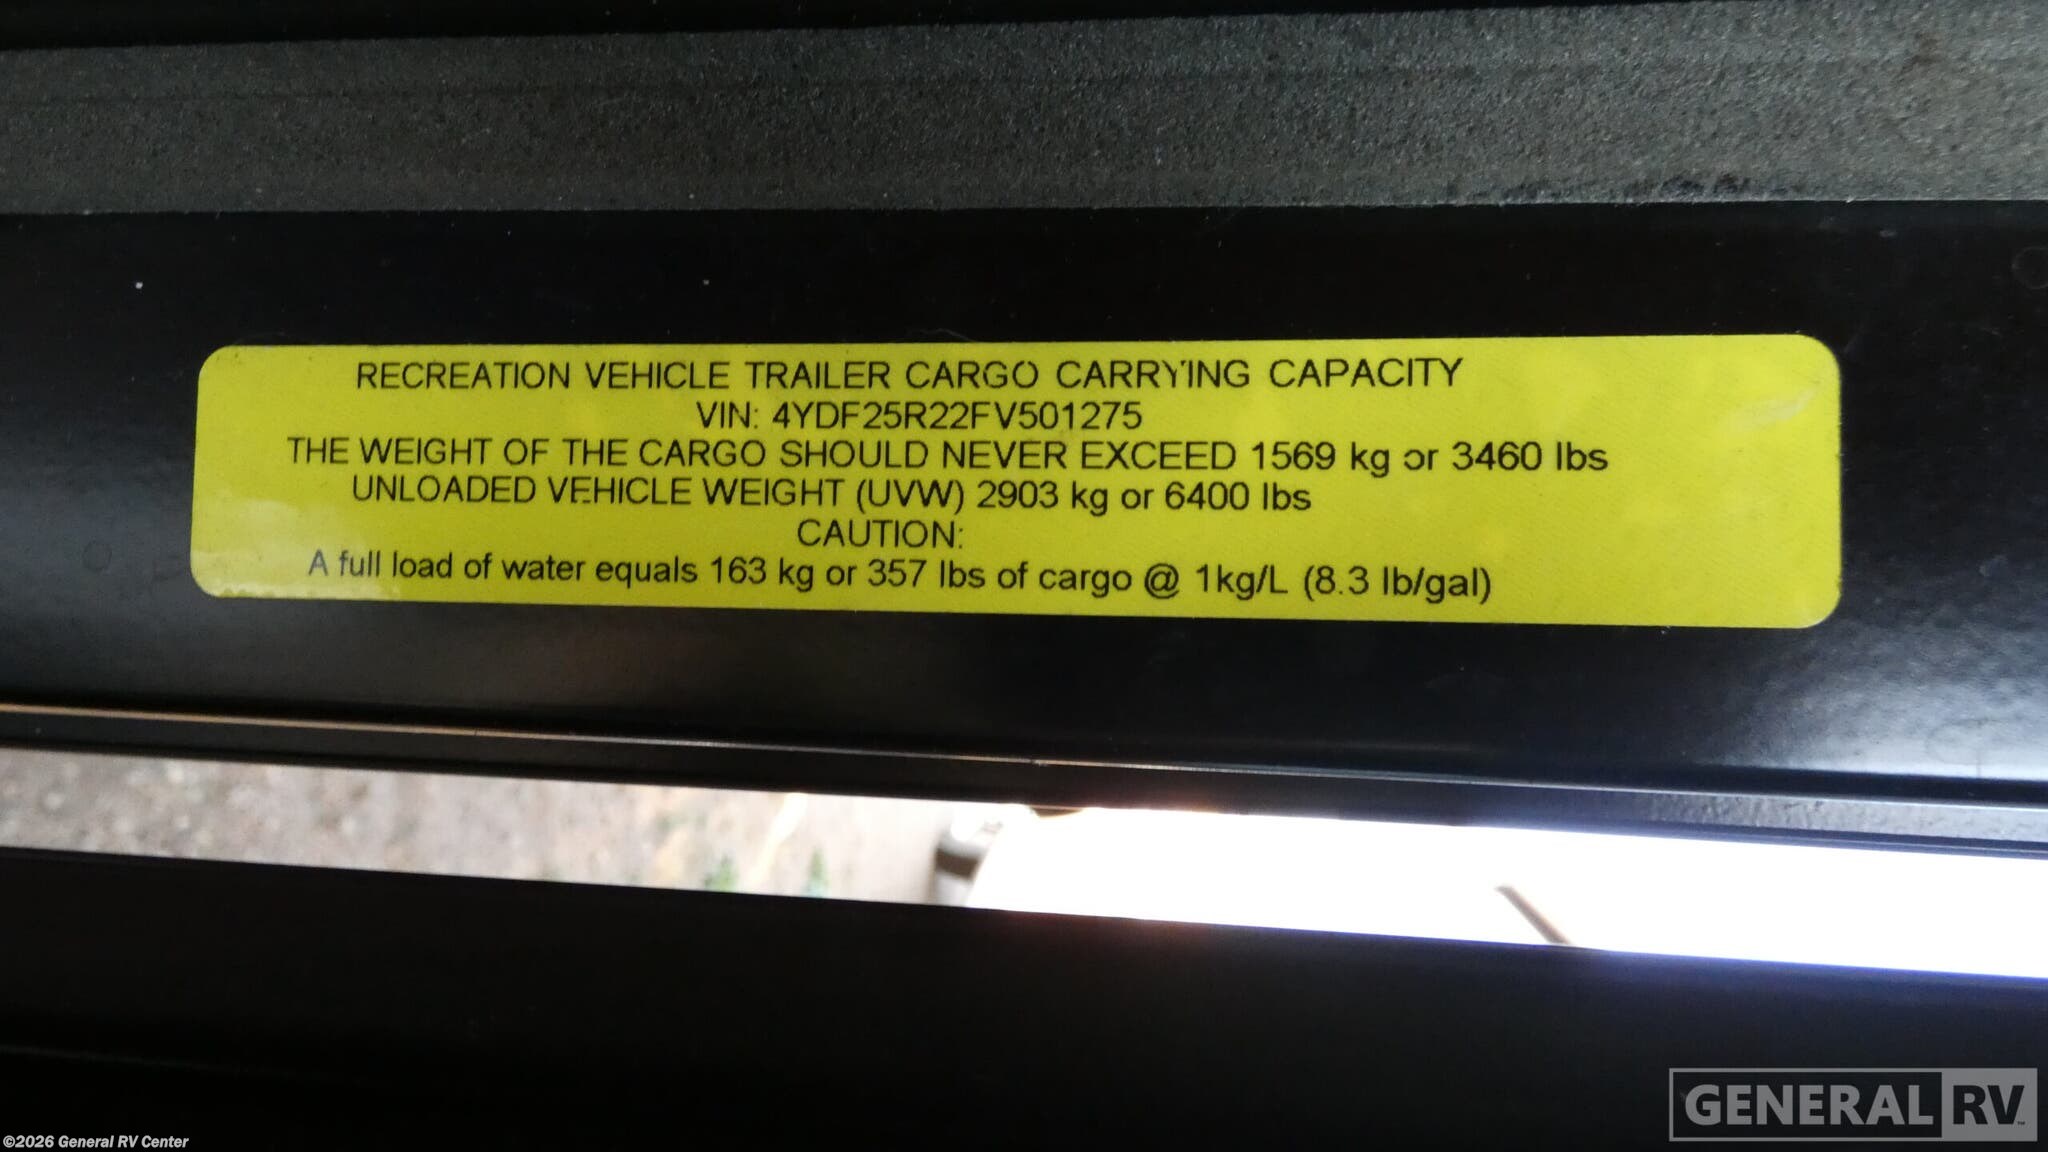 RECREATION VEHICLE TRAILER CARGO CARRYING CAPACITY
VIN: 4YDF25R22FV501275
THE WEIGHT OF THE CARGO SHOULD NEVER EXCEED 1569 kg or 3460 lbs
UNLOADED VEHICLE WEIGHT (UVW) 2903 kg or 6400 lbs
CAUTION:
A full load of water equals 163 kg or 357 lbs of cargo @ 1kg/L (8.3 lb/gal)
GENERAL RV
©2026 General RV Center